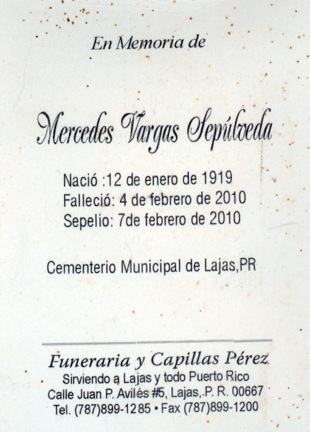 En Memoria de
Mercedes Vargas Sepúlveda
Nació :12 de enero de 1919
Falleció: 4 de febrero de 2010
Sepelio: 7de febrero de 2010
Cementerio Municipal de Lajas,PR
Funeraria y Capillas Pérez
Sirviendo a Lajas y todo Puerto Rico
Calle Juan P. Avilés #5, Lajas,.P. R. 00667
Tel. (787)899-1285 • Fax (787)899-1200